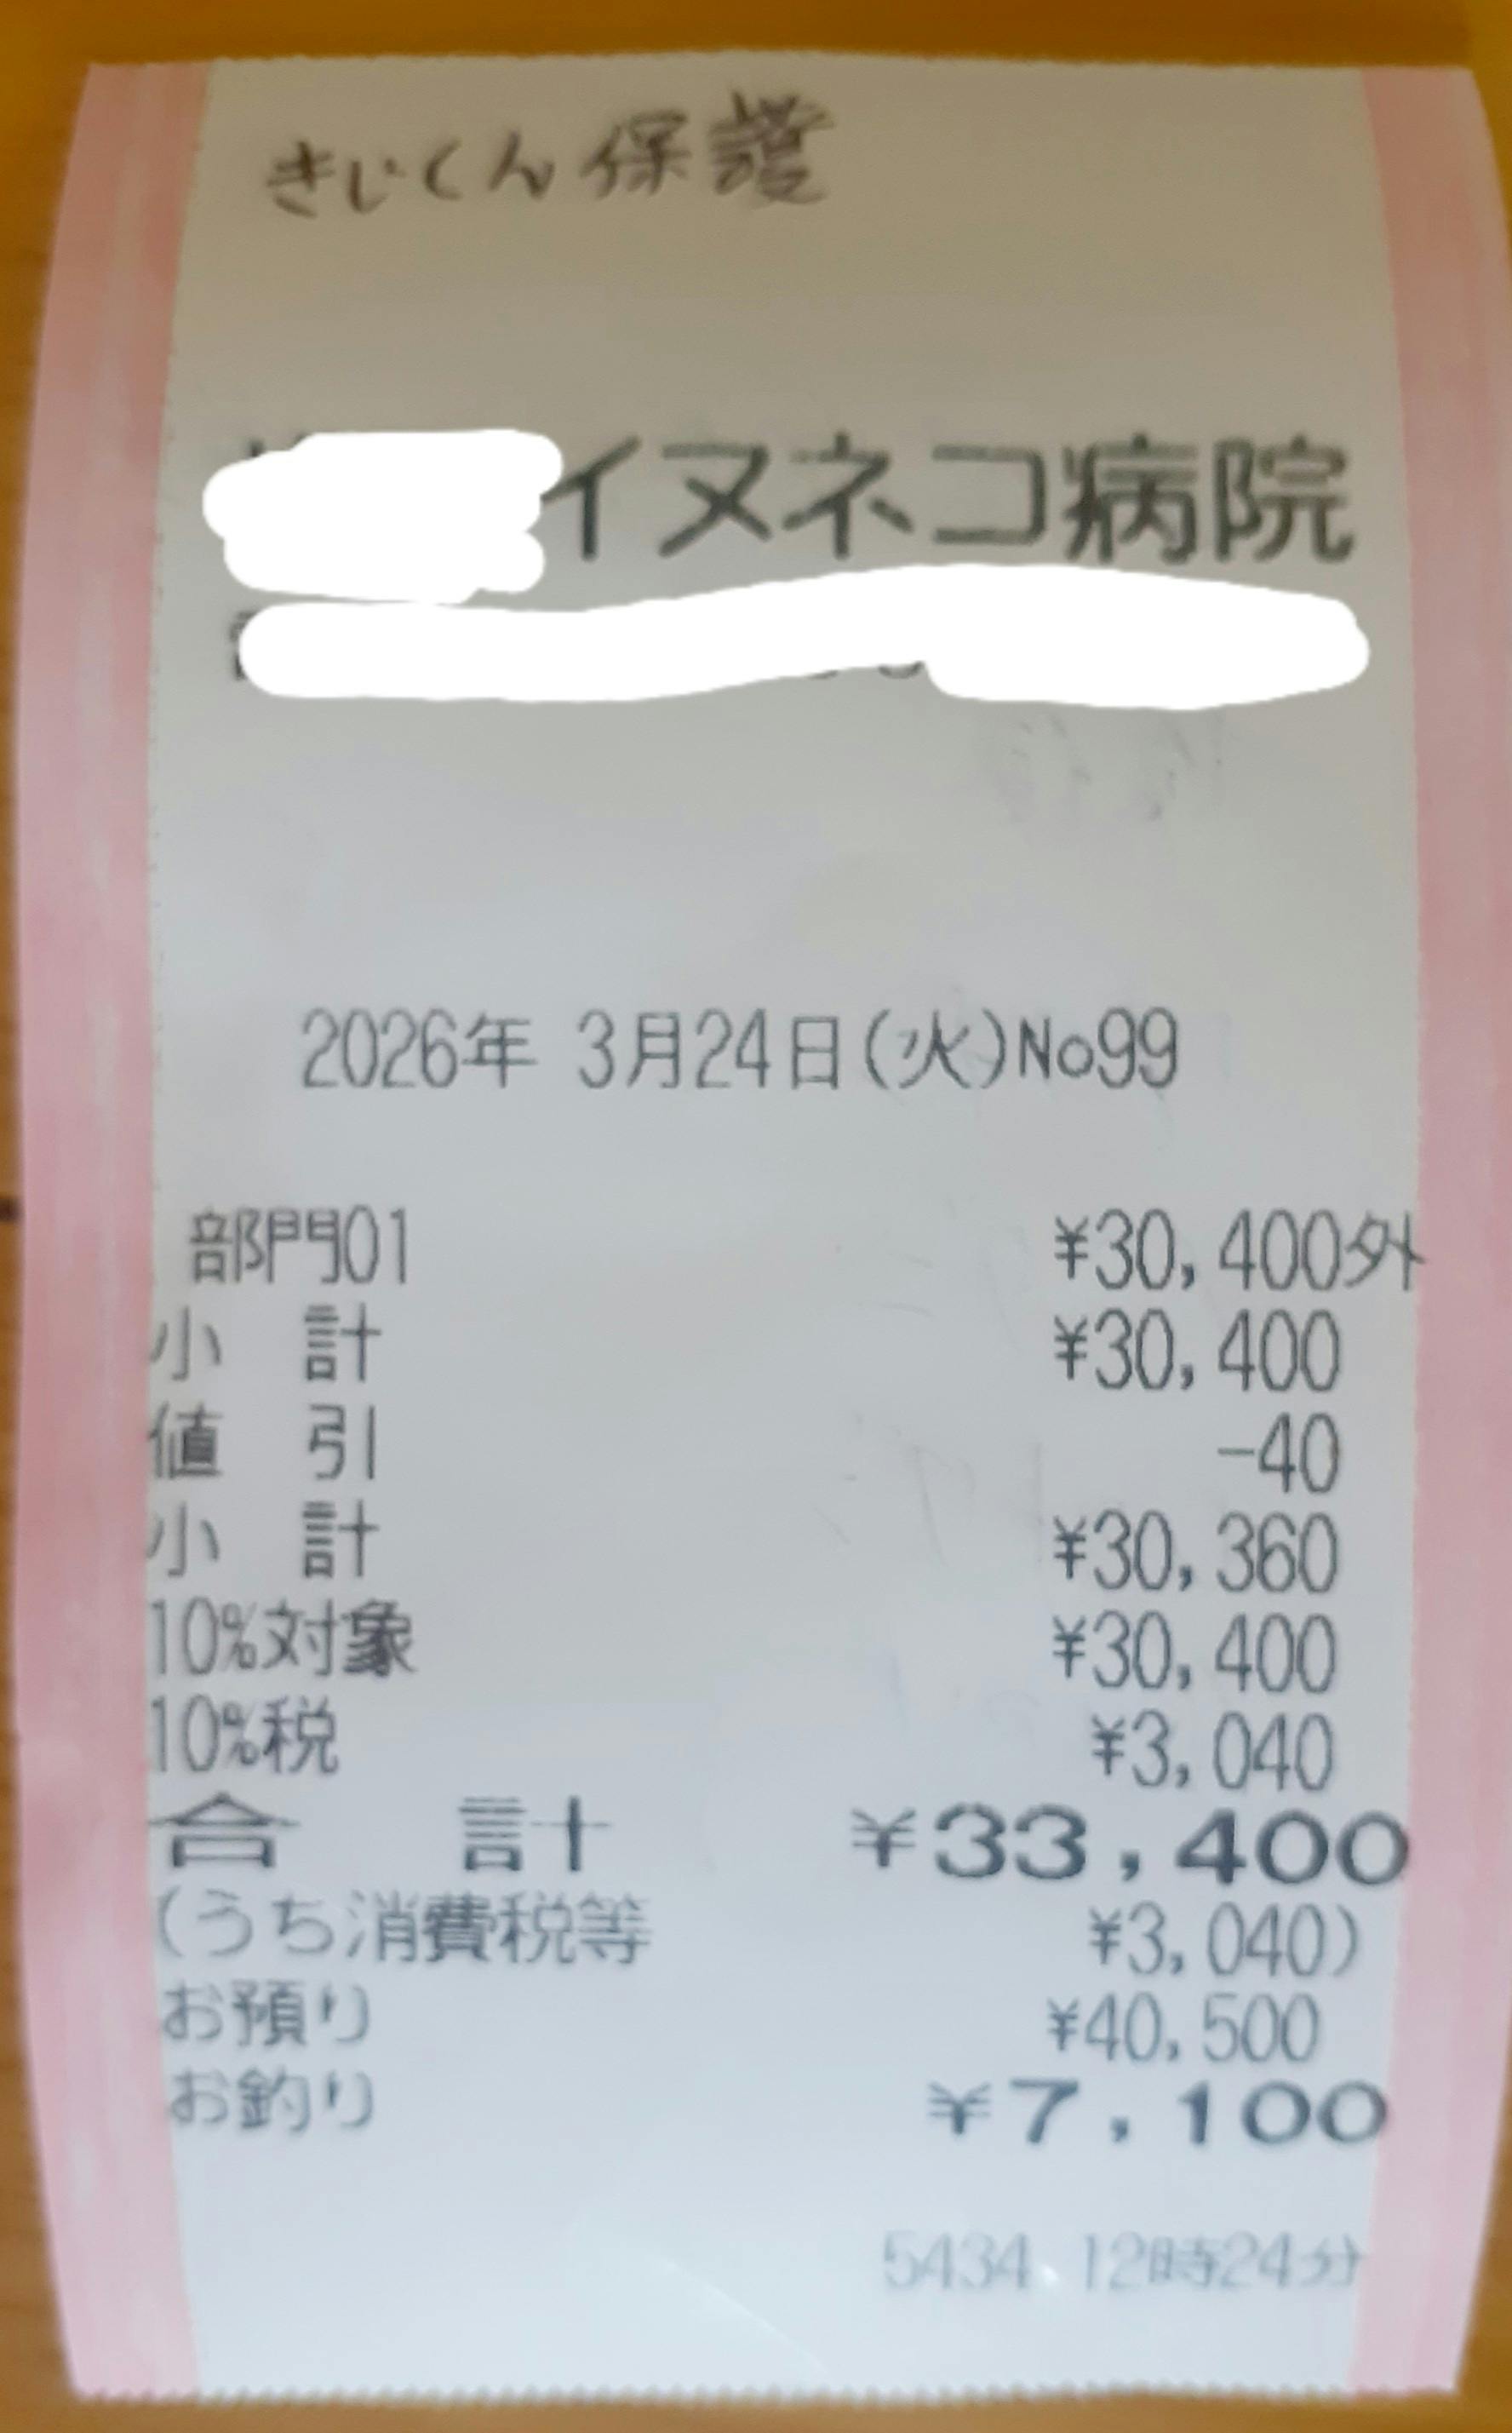 きじくん保護
イヌネコ病院
2026年 3月24日(火)No99
部門01 ¥30,400外
小 計 ¥30,400
値 引 -40
小 計 ¥30,360
10%対象 ¥30,400
10%税 ¥3,040
合 計 ¥33,400
(うち消費税等 ¥3,040)
お預り ¥40,500
お釣り ¥7,100
5434 12時24分